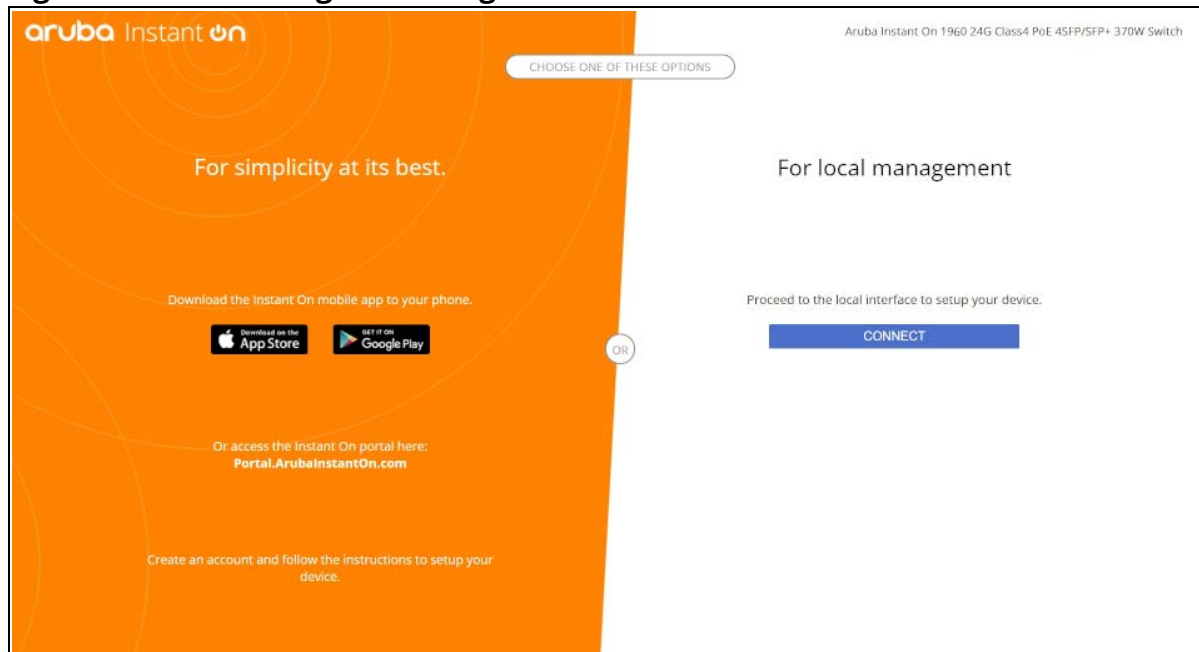 aruba Instant on
Aruba Instant On 1960 24G Class4 PoE 4SFP/SFP+ 370W Switch
CHOOSE ONE OF THESE OPTIONS
For simplicity at its best.
Download the Instant On mobile app to your phone.
Download on the
App Store
GET IT ON
Google Play
Or access the Instant On portal here:
Portal.ArubaInstantOn.com
Create an account and follow the instructions to setup your
device.
OR
For local management
Proceed to the local interface to setup your device.
CONNECT